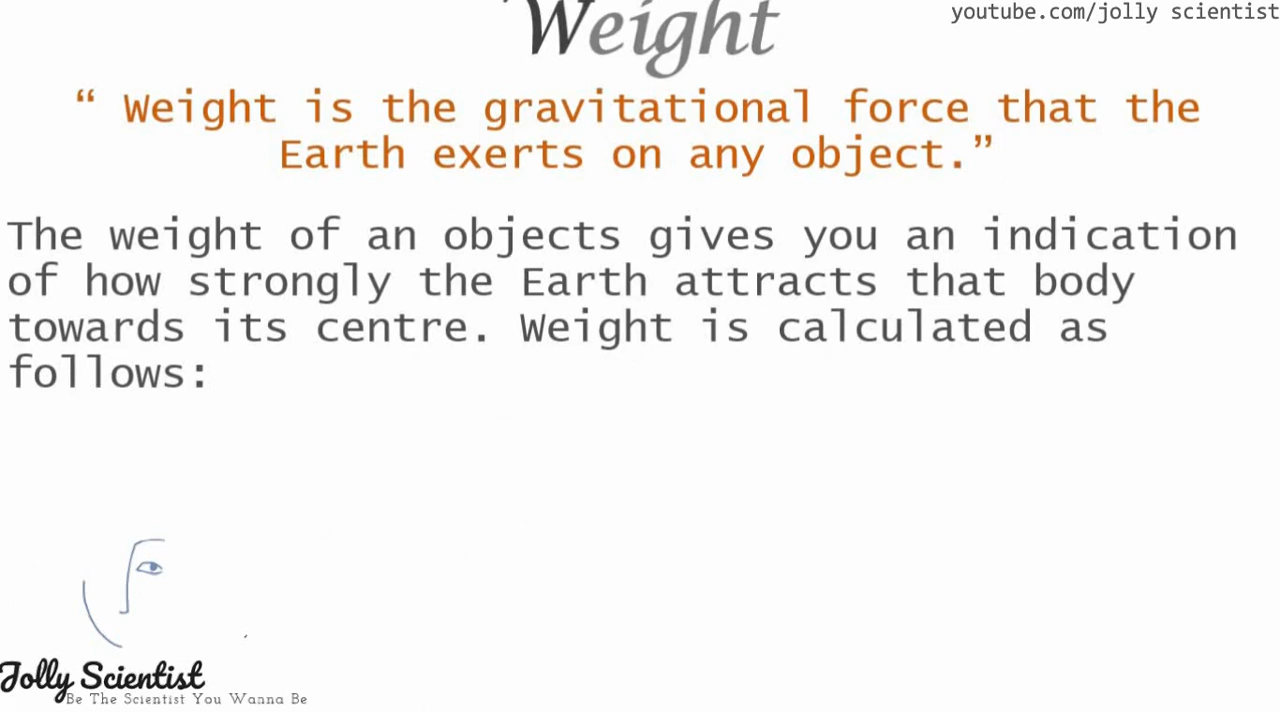 Weight
youtube.com/jolly scientist
“ Weight is the gravitational force that the
Earth exerts on any object.”
The weight of an objects gives you an indication
of how strongly the Earth attracts that body
towards its centre. Weight is calculated as
follows:
Jolly Scientist
Be The Scientist You Wanna Be